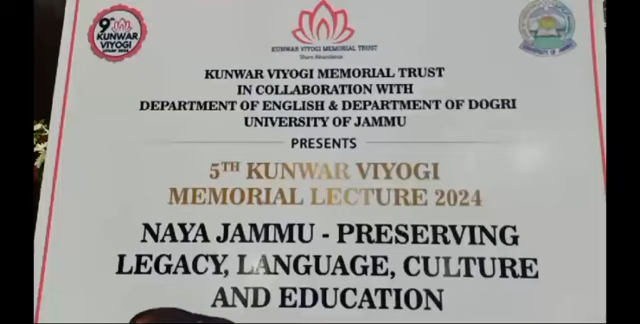 9th
KUNWAR
VIYOGI
KUNWAR VIYOGI MEMORIAL TRUST
Share Abundance
KUNWAR VIYOGI MEMORIAL TRUST
IN COLLABORATION WITH
DEPARTMENT OF ENGLISH & DEPARTMENT OF DOGRI
UNIVERSITY OF JAMMU
PRESENTS
5TH KUNWAR VIYOGI
MEMORIAL LECTURE 2024
NAYA JAMMU - PRESERVING
LEGACY, LANGUAGE, CULTURE
AND EDUCATION